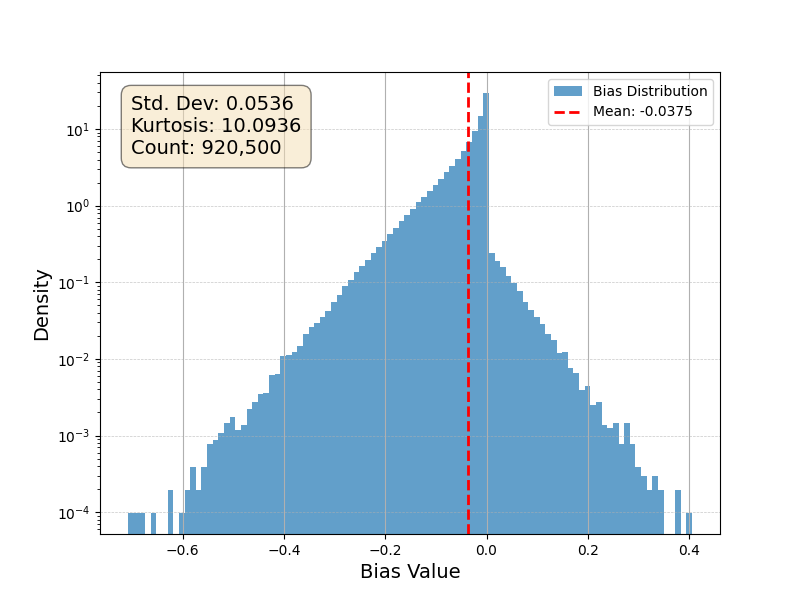 Std. Dev: 0.0536
Kurtosis: 10.0936
Count: 920,500
Bias Distribution
Mean: -0.0375
Density
10¹
10⁰
10⁻¹
10⁻²
10⁻³
10⁻⁴
−0.6
−0.4
−0.2
0.0
0.2
0.4
Bias Value